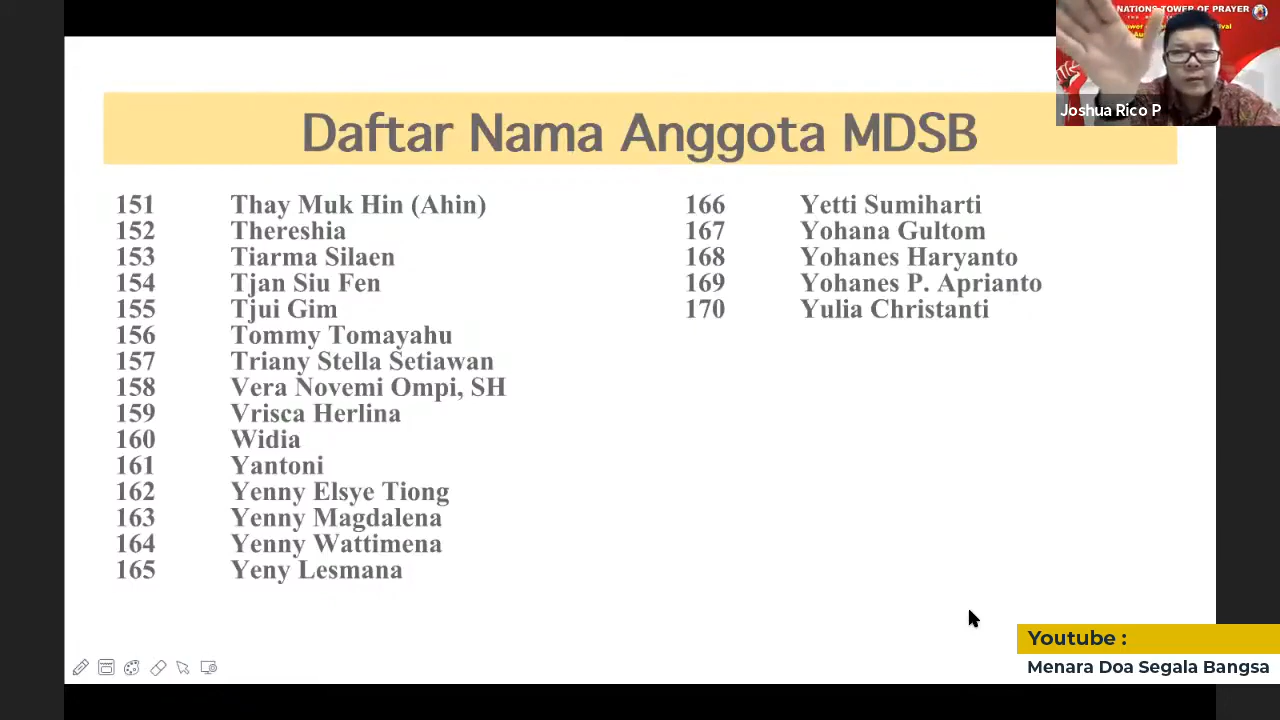 NATIONS TOWER OF PRAYER
Joshua Rico P
Daftar Nama Anggota MDSB
151 Thay Muk Hin (Ahin)
152 Thereshia
153 Tiarma Silaen
154 Tjan Siu Fen
155 Tjui Gim
156 Tommy Tomayahu
157 Triany Stella Setiawan
158 Vera Novemi Ompi, SH
159 Vrisca Herlina
160 Widia
161 Yantoni
162 Yenny Elsye Tiong
163 Yenny Magdalena
164 Yenny Wattimena
165 Yeny Lesmana
166 Yetti Sumiharti
167 Yohana Gultom
168 Yohanes Haryanto
169 Yohanes P. Aprianto
170 Yulia Christanti
Youtube :
Menara Doa Segala Bangsa